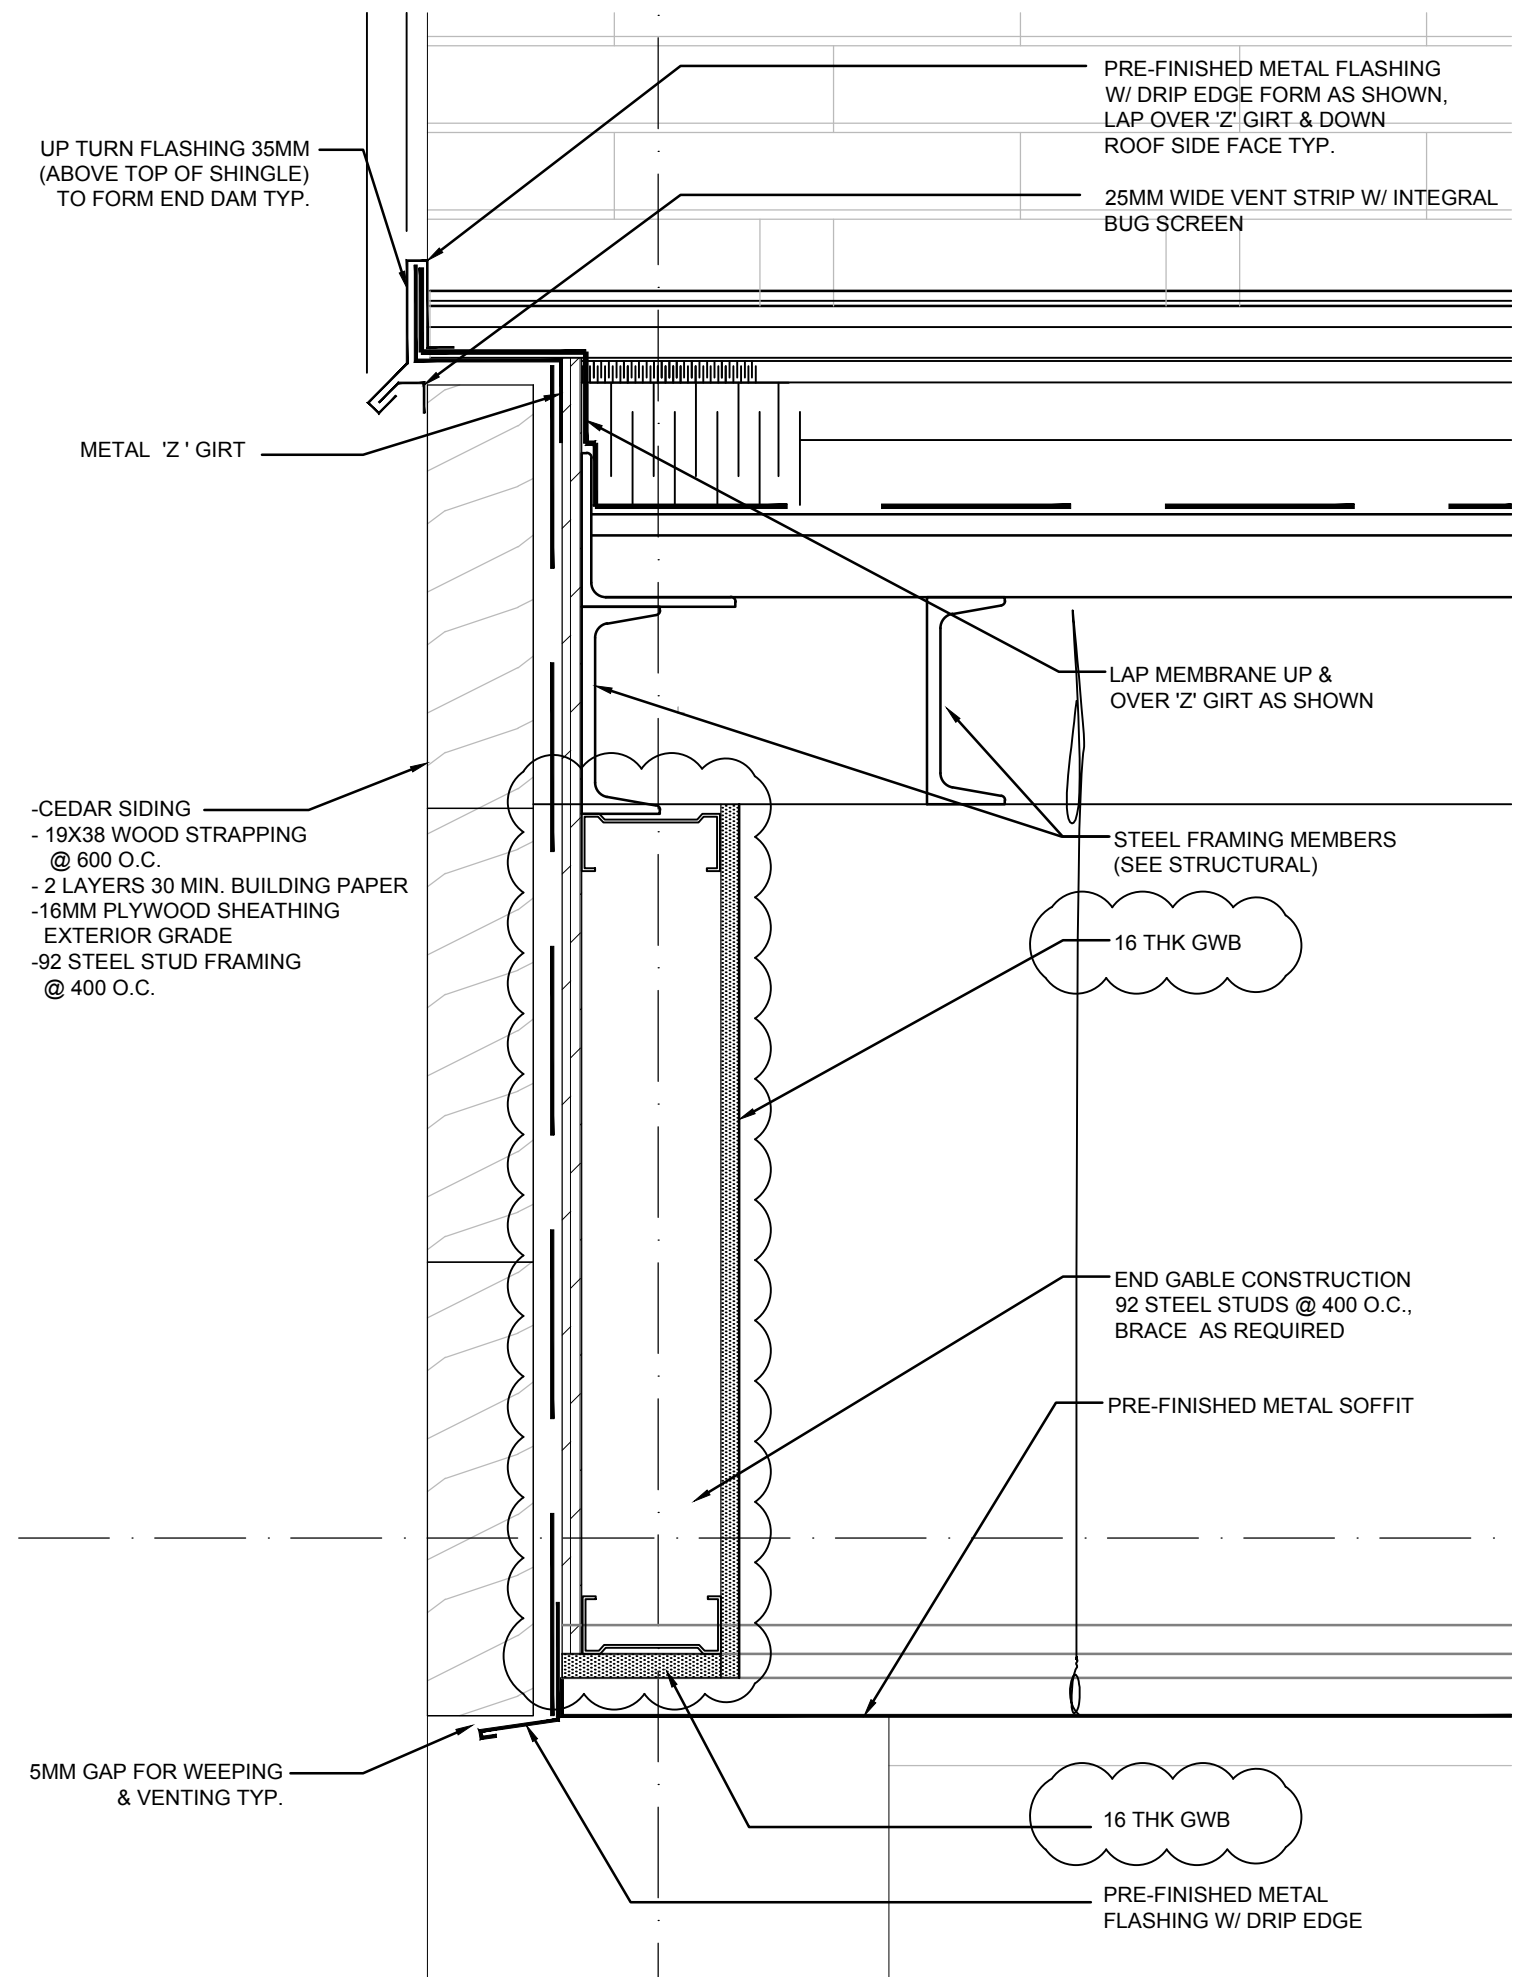 PRE-FINISHED METAL FLASHING
W/ DRIP EDGE FORM AS SHOWN,
LAP OVER 'Z' GIRT & DOWN
ROOF SIDE FACE TYP.
UP TURN FLASHING 35MM
(ABOVE TOP OF SHINGLE)
TO FORM END DAM TYP.
25MM WIDE VENT STRIP W/ INTEGRAL
BUG SCREEN
METAL 'Z ' GIRT
LAP MEMBRANE UP &
OVER 'Z' GIRT AS SHOWN
-CEDAR SIDING
- 19X38 WOOD STRAPPING
@ 600 O.C.
- 2 LAYERS 30 MIN. BUILDING PAPER
-16MM PLYWOOD SHEATHING
EXTERIOR GRADE
-92 STEEL STUD FRAMING
@ 400 O.C.
STEEL FRAMING MEMBERS
(SEE STRUCTURAL)
16 THK GWB
END GABLE CONSTRUCTION
92 STEEL STUDS @ 400 O.C.,
BRACE AS REQUIRED
PRE-FINISHED METAL SOFFIT
5MM GAP FOR WEEPING
& VENTING TYP.
16 THK GWB
PRE-FINISHED METAL
FLASHING W/ DRIP EDGE